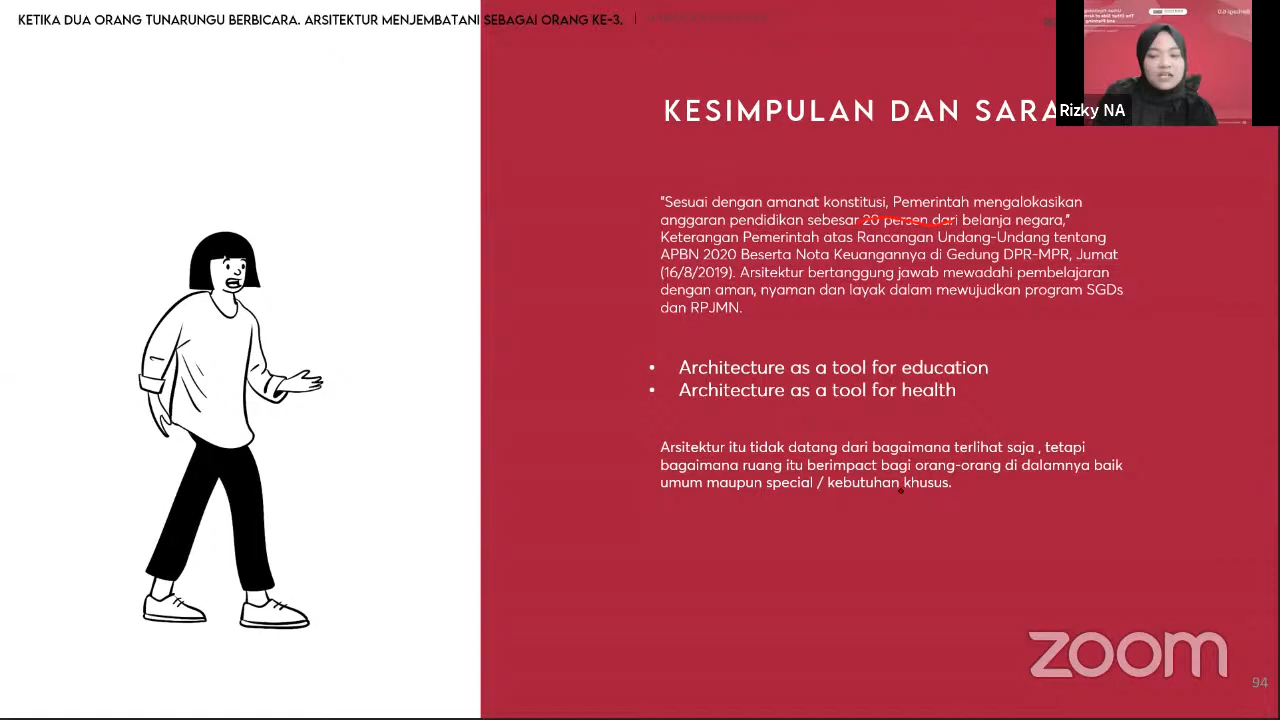 KETIKA DUA ORANG TUNARUNGU BERBICARA. ARSITEKTUR MENJEMBATANI SEBAGAI ORANG KE-3.
Rizky NA
KESIMPULAN DAN SARA
"Sesuai dengan amanat konstitusi, Pemerintah mengalokasikan
anggaran pendidikan sebesar 20 persen dari belanja negara,"
Keterangan Pemerintah atas Rancangan Undang-Undang tentang
APBN 2020 Beserta Nota Keuangannya di Gedung DPR-MPR, Jumat
(16/8/2019). Arsitektur bertanggung jawab mewadahi pembelajaran
dengan aman, nyaman dan layak dalam mewujudkan program SGDs
dan RPJMN.
• Architecture as a tool for education
• Architecture as a tool for health
Arsitektur itu tidak datang dari bagaimana terlihat saja , tetapi
bagaimana ruang itu berimpact bagi orang-orang di dalamnya baik
umum maupun special / kebutuhan khusus.
zoom
94